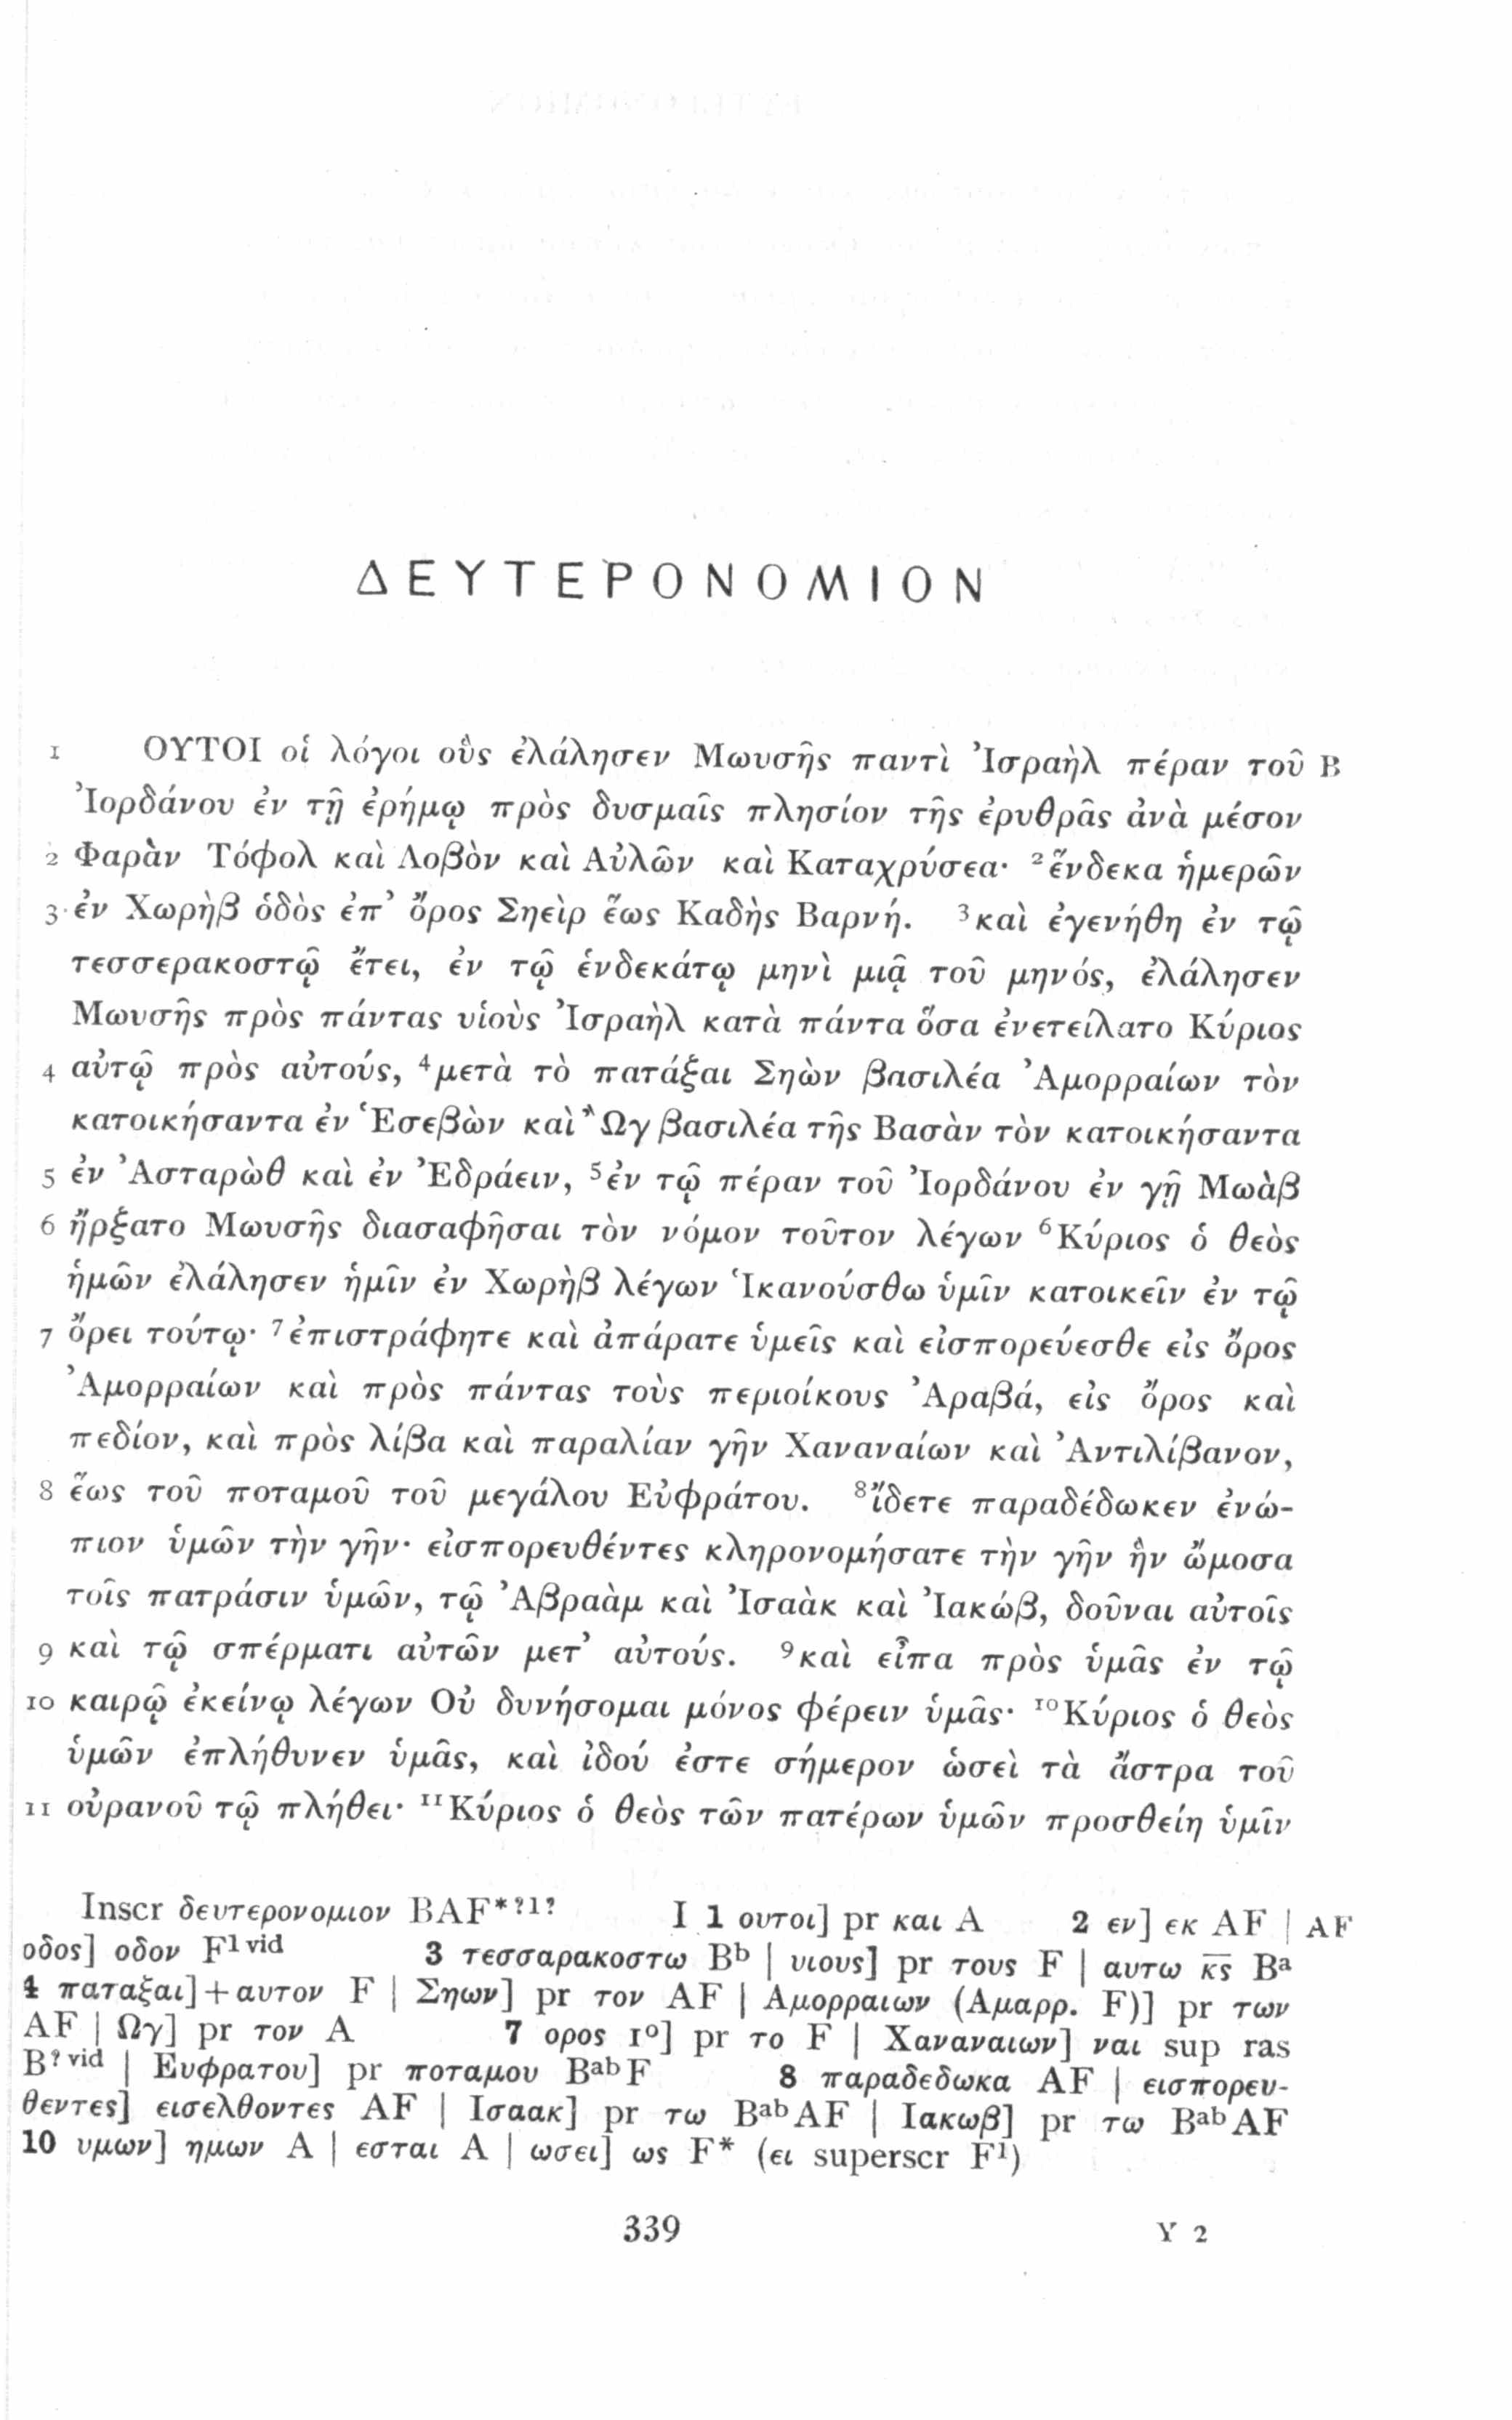 ΔΕΥΤΕΡΟΝΟΜΙΟΝ
1 ΟΥΤΟΙ οἱ λόγοι οὓς ἐλάλησεν Μωυσῆς παντὶ Ἰσραὴλ πέραν τοῦ B
Ἰορδάνου ἐν τῇ ἐρήμῳ πρὸς δυσμαῖς πλησίον τῆς ἐρυθρᾶς ἀνὰ μέσον
2 Φαρὰν Τόφολ καὶ Λοβὸν καὶ Αὐλῶν καὶ Καταχρύσεα· ²ἕνδεκα ἡμερῶν
3 ἐν Χωρὴβ ὁδὸς ἐπ’ ὄρος Σηεὶρ ἕως Καδὴς Βαρνή. ³καὶ ἐγενήθη ἐν τῷ
τεσσερακοστῷ ἔτει, ἐν τῷ ἑνδεκάτῳ μηνὶ μιᾷ τοῦ μηνός, ἐλάλησεν
Μωυσῆς πρὸς πάντας υἱοὺς Ἰσραὴλ κατὰ πάντα ὅσα ἐνετείλατο Κύριος
4 αὐτῷ πρὸς αὐτούς, ⁴μετὰ τὸ πατάξαι Σηὼν βασιλέα Ἀμορραίων τὸν
κατοικήσαντα ἐν Ἑσεβὼν καὶ Ὢγ βασιλέα τῆς Βασὰν τὸν κατοικήσαντα
5 ἐν Ἀσταρὼθ καὶ ἐν Ἐδράειν, ⁵ἐν τῷ πέραν τοῦ Ἰορδάνου ἐν γῇ Μωὰβ
6 ἤρξατο Μωυσῆς διασαφῆσαι τὸν νόμον τοῦτον λέγων ⁶Κύριος ὁ θεὸς
ἡμῶν ἐλάλησεν ἡμῖν ἐν Χωρὴβ λέγων Ἱκανούσθω ὑμῖν κατοικεῖν ἐν τῷ
7 ὄρει τούτῳ· ⁷ἐπιστράφητε καὶ ἀπάρατε ὑμεῖς καὶ εἰσπορεύεσθε εἰς ὄρος
Ἀμορραίων καὶ πρὸς πάντας τοὺς περιοίκους Ἀραβά, εἰς ὄρος καὶ
πεδίον, καὶ πρὸς λίβα καὶ παραλίαν γῆν Χαναναίων καὶ Ἀντιλίβανον,
8 ἕως τοῦ ποταμοῦ τοῦ μεγάλου Εὐφράτου. ⁸ἴδετε παραδέδωκεν ἐνώ-
πιον ὑμῶν τὴν γῆν· εἰσπορευθέντες κληρονομήσατε τὴν γῆν ἣν ὤμοσα
τοῖς πατράσιν ὑμῶν, τῷ Ἀβραὰμ καὶ Ἰσαὰκ καὶ Ἰακώβ, δοῦναι αὐτοῖς
9 καὶ τῷ σπέρματι αὐτῶν μετ’ αὐτούς. ⁹καὶ εἶπα πρὸς ὑμᾶς ἐν τῷ
10 καιρῷ ἐκείνῳ λέγων Οὐ δυνήσομαι μόνος φέρειν ὑμᾶς· ¹⁰Κύριος ὁ θεὸς
ὑμῶν ἐπλήθυνεν ὑμᾶς, καὶ ἰδού ἐστε σήμερον ὡσεὶ τὰ ἄστρα τοῦ
11 οὐρανοῦ τῷ πλήθει· ¹¹Κύριος ὁ θεὸς τῶν πατέρων ὑμῶν προσθείη ὑμῖν
Inscr δευτερονομιον BAF*?1? I 1 ουτοι] pr και A 2 εν] εκ AF | AF
οδος] οδον F¹ vid 3 τεσσαρακοστω Bᵇ | υιους] pr τους F | αυτω κ̅ς̅ Bᵃ
4 παταξαι] + αυτον F | Σηων] pr τον AF | Αμορραιων (Αμαρρ. F)] pr των
AF | Ωγ] pr τον A 7 ορος 1°] pr το F | Χαναναιων] ναι sup ras
B? vid | Ευφρατου] pr ποταμου Bᵃᵇ F 8 παραδεδωκα AF | εισπορευ-
θεντες] εισελθοντες AF | Ισαακ] pr τω Bᵃᵇ AF | Ιακωβ] pr τω Bᵃᵇ AF
10 υμων] ημων A | εσται A | ωσει] ως F* (ει superscr F¹)
339 Y 2